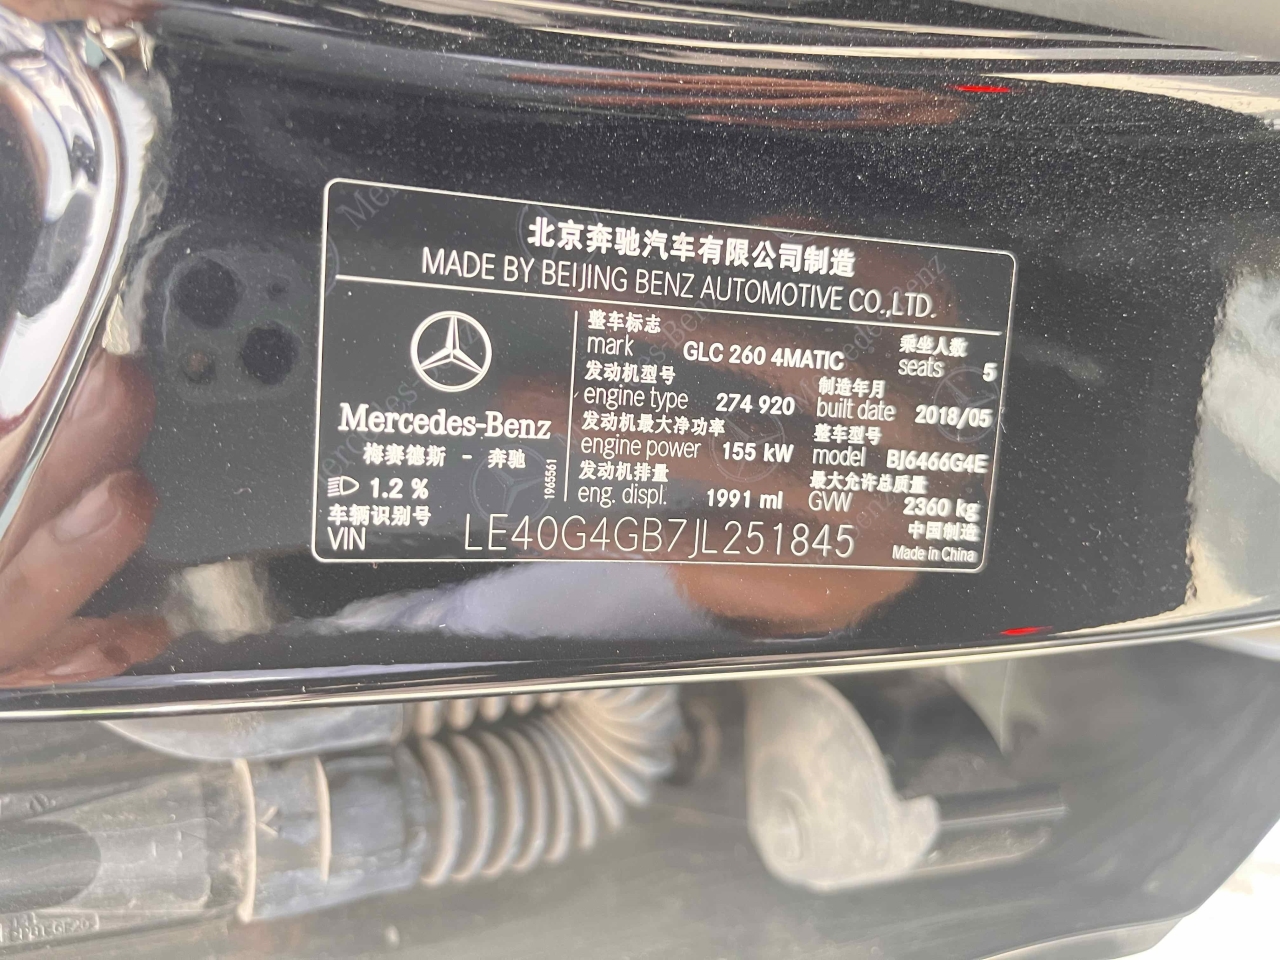 北京奔驰汽车有限公司制造
MADE BY BEIJING BENZ AUTOMOTIVE CO.,LTD.
Mercedes-Benz
梅赛德斯 - 奔驰
1.2 %
1965561
整车标志
mark GLC 260 4MATIC
乘坐人数
seats 5
发动机型号
engine type 274 920
制造年月
built date 2018/05
发动机最大净功率
engine power 155 kW
整车型号
model BJ6466G4E
发动机排量
eng. displ. 1991 ml
最大允许总质量
GVW 2360 kg
车辆识别号
VIN LE40G4GB7JL251845
中国制造
Made in China